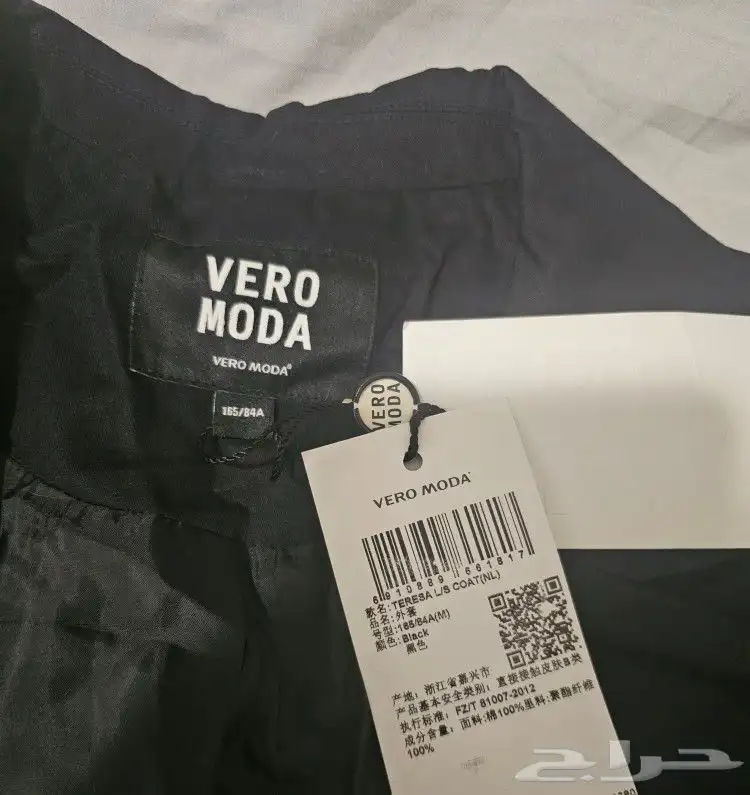 VERO
MODA
VERO MODA®
165/84A
VERO
MODA
VERO MODA
6 910889 661817
款名:TERESA L/S COAT(NL)
品名:外套
号型:165/84A(M)
颜色:Black
黑色
产地: 浙江省嘉兴市
产品基本安全类别: 直接接触皮肤B类
执行标准: FZ/T 81007-2012
成分含量: 面料:棉100%里料:聚酯纤维
100%
حراج